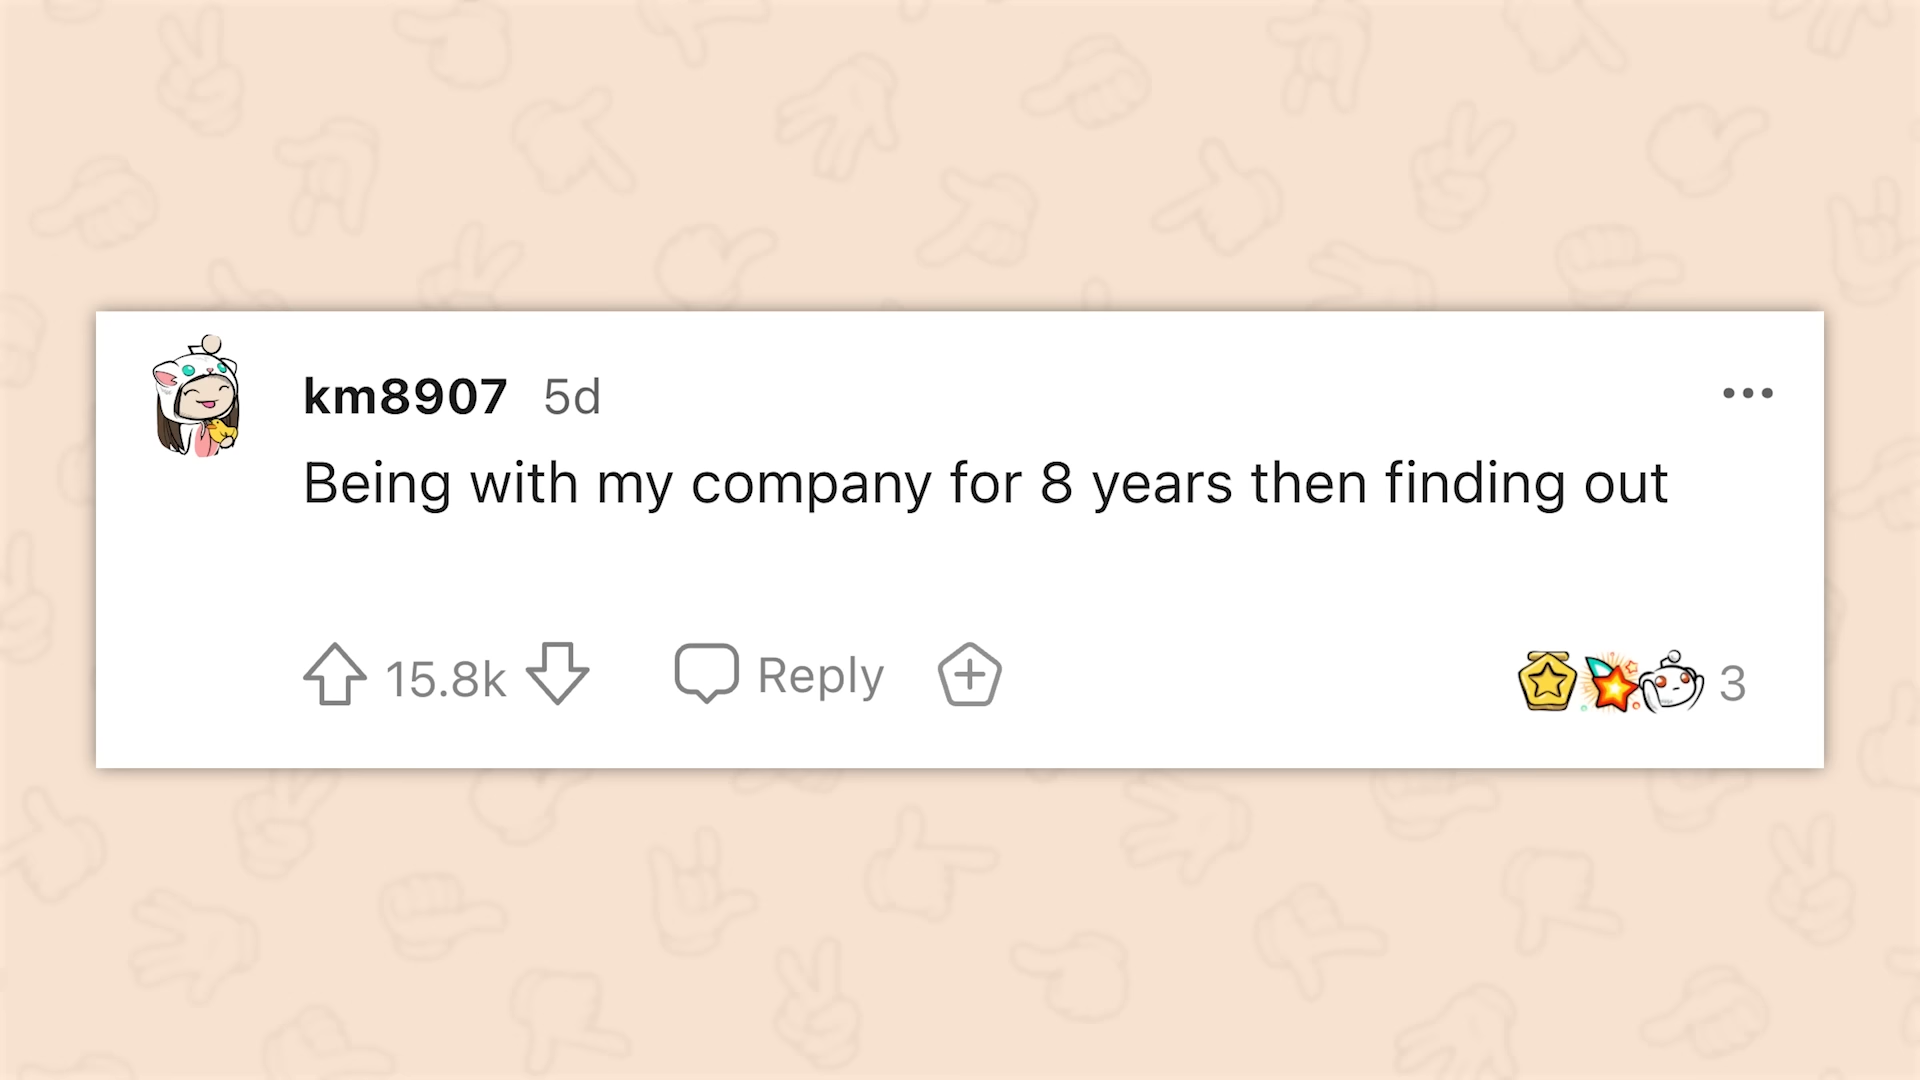 km8907 5d
Being with my company for 8 years then finding out
15.8k Reply 3